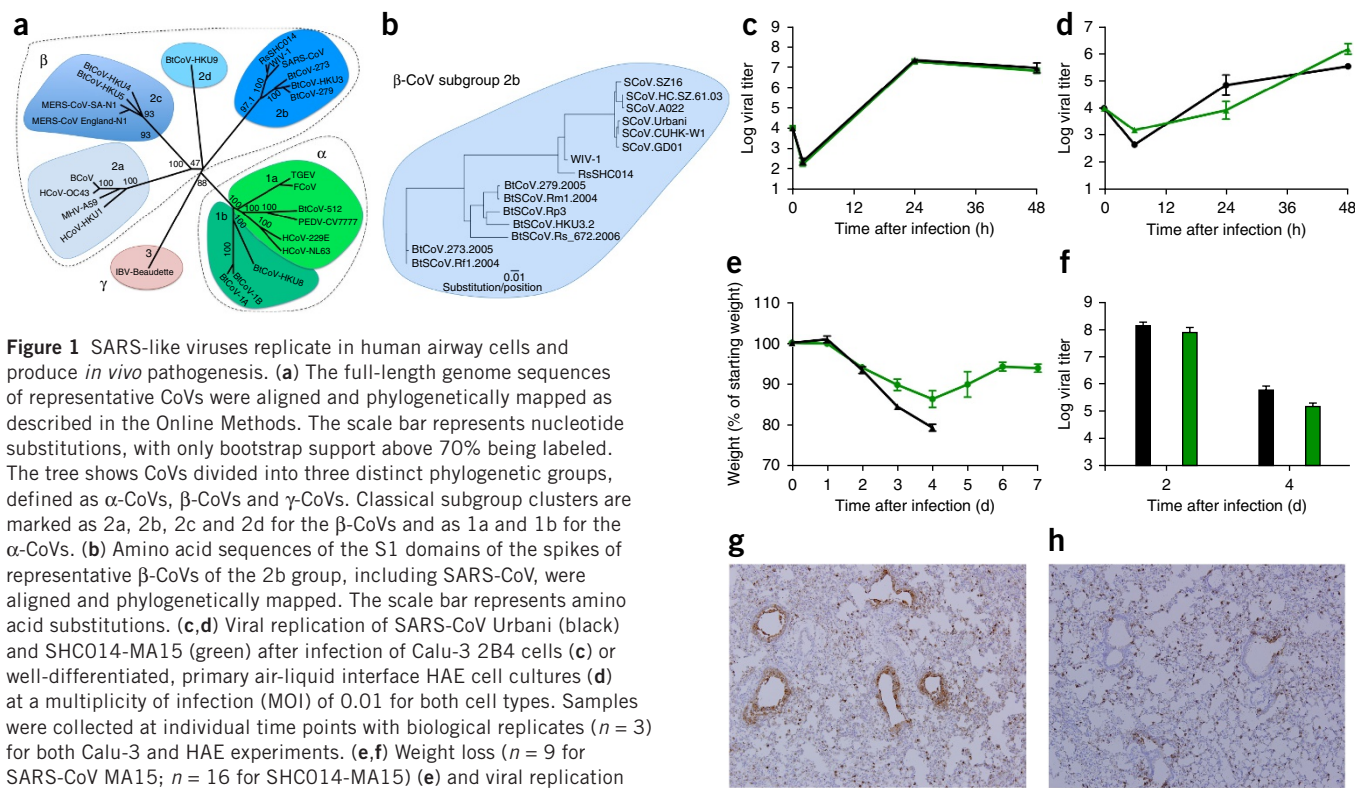 a
β
BtCoV-HKU4
BtCoV-HKU5
2c
MERS-CoV-SA-N1
93
MERS-CoV England-N1
93
BtCoV-HKU9
2d
RsSHC014
WIV-1
SARS-CoV
100
BtCoV-273
97.1
100
BtCoV-HKU3
BtCoV-279
2b
2a
100
47
88
BCoV
100
100
HCoV-OC43
MHV-A59
HCoV-HKU1
α
1a
TGEV
FCoV
100
100
100
BtCoV-512
PEDV-CV7777
1b
100
100
HCoV-229E
HCoV-NL63
100
BtCoV-HKU8
BtCoV-1B
BtCoV-1A
3
IBV-Beaudette
γ
b
β-CoV subgroup 2b
SCoV.SZ16
SCoV.HC.SZ.61.03
SCoV.A022
SCoV.Urbani
SCoV.CUHK-W1
SCoV.GD01
WIV-1
RsSHC014
BtCoV.279.2005
BtSCoV.Rm1.2004
BtSCoV.Rp3
BtSCoV.HKU3.2
BtSCoV.Rs_672.2006
BtCoV.273.2005
BtSCoV.Rf1.2004
0.01
Substitution/position
c
Log viral titer
9
8
7
6
5
4
3
2
1
0 12 24 36 48
Time after infection (h)
d
Log viral titer
7
6
5
4
3
2
1
0 12 24 36 48
Time after infection (h)
e
Weight (% of starting weight)
110
100
90
80
70
0 1 2 3 4 5 6 7
Time after infection (d)
f
Log viral titer
9
8
7
6
5
4
3
2 4
Time after infection (d)
g
h
Figure 1 SARS-like viruses replicate in human airway cells and
produce in vivo pathogenesis. (a) The full-length genome sequences
of representative CoVs were aligned and phylogenetically mapped as
described in the Online Methods. The scale bar represents nucleotide
substitutions, with only bootstrap support above 70% being labeled.
The tree shows CoVs divided into three distinct phylogenetic groups,
defined as α-CoVs, β-CoVs and γ-CoVs. Classical subgroup clusters are
marked as 2a, 2b, 2c and 2d for the β-CoVs and as 1a and 1b for the
α-CoVs. (b) Amino acid sequences of the S1 domains of the spikes of
representative β-CoVs of the 2b group, including SARS-CoV, were
aligned and phylogenetically mapped. The scale bar represents amino
acid substitutions. (c,d) Viral replication of SARS-CoV Urbani (black)
and SHC014-MA15 (green) after infection of Calu-3 2B4 cells (c) or
well-differentiated, primary air-liquid interface HAE cell cultures (d)
at a multiplicity of infection (MOI) of 0.01 for both cell types. Samples
were collected at individual time points with biological replicates (n = 3)
for both Calu-3 and HAE experiments. (e,f) Weight loss (n = 9 for
SARS-CoV MA15; n = 16 for SHC014-MA15) (e) and viral replication